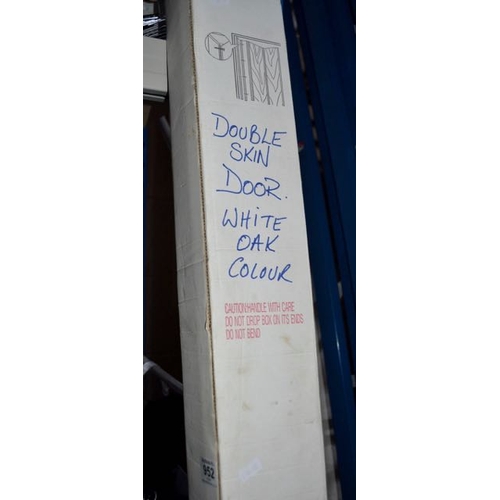 DOUBLE
SKIN
DOOR.
WHITE
OAK
COLOUR
CAUTION:HANDLE WITH CARE
DO NOT DROP BOX ON ITS ENDS
DO NOT BEND
952